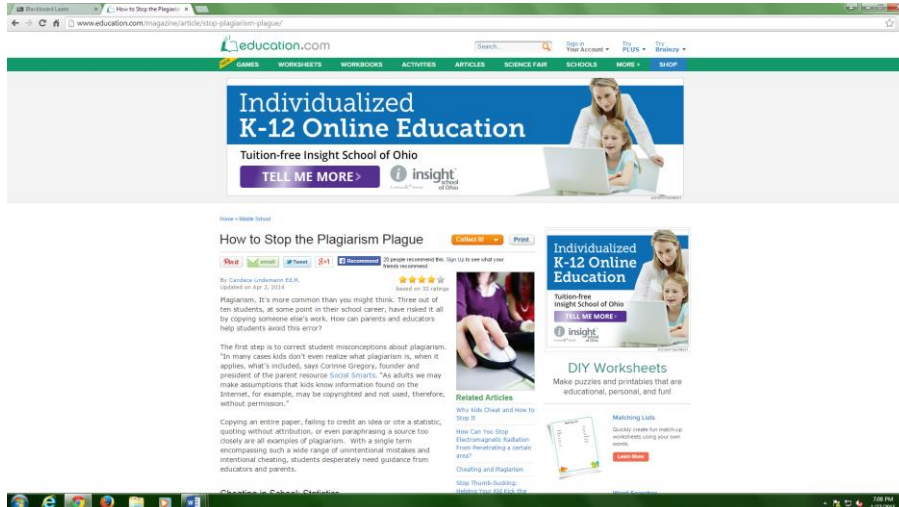 Blackboard Learn
How to Stop the Plagiaris
www.education.com/magazine/article/stop-plagiarism-plague/
education.com
Search...
Sign in
Your Account
Try
PLUS
Try
Brainzy
GAMES WORKSHEETS WORKBOOKS ACTIVITIES ARTICLES SCIENCE FAIR SCHOOLS MORE + SHOP
Individualized
K-12 Online Education
Tuition-free Insight School of Ohio
TELL ME MORE >
insight
school
of Ohio
ADVERTISEMENT
Home > Middle School
How to Stop the Plagiarism Plague
Collect It!
Print
Pin it
email
Tweet
g+1
Recommend
20 people recommend this. Sign Up to see what your
friends recommend.
By Candace Lindemann Ed.M.
Updated on Apr 2, 2014
based on 32 ratings
Plagiarism. It's more common than you might think. Three out of
ten students, at some point in their school career, have risked it all
by copying someone else's work. How can parents and educators
help students avoid this error?
The first step is to correct student misconceptions about plagiarism.
"In many cases kids don't even realize what plagiarism is, when it
applies, what's included, says Corinne Gregory, founder and
president of the parent resource Social Smarts. "As adults we may
make assumptions that kids know information found on the
Internet, for example, may be copyrighted and not used, therefore,
without permission."
Copying an entire paper, failing to credit an idea or cite a statistic,
quoting without attribution, or even paraphrasing a source too
closely are all examples of plagiarism. With a single term
encompassing such a wide range of unintentional mistakes and
intentional cheating, students desperately need guidance from
educators and parents.
Cheating in School: Statistics
Related Articles
Why Kids Cheat and How to
Stop It
How Can You Stop
Electromagnetic Radiation
From Penetrating a certain
area?
Cheating and Plagiarism
Stop Thumb-Sucking:
Helping Your Kid Kick the
Individualized
K-12 Online
Education
Tuition-free
Insight School of Ohio
TELL ME MORE >
insight
ADVERTISEMENT
DIY Worksheets
Make puzzles and printables that are
educational, personal, and fun!
Matching Lists
Quickly create fun match-up
worksheets using your own
words.
Learn More
7:08 PM